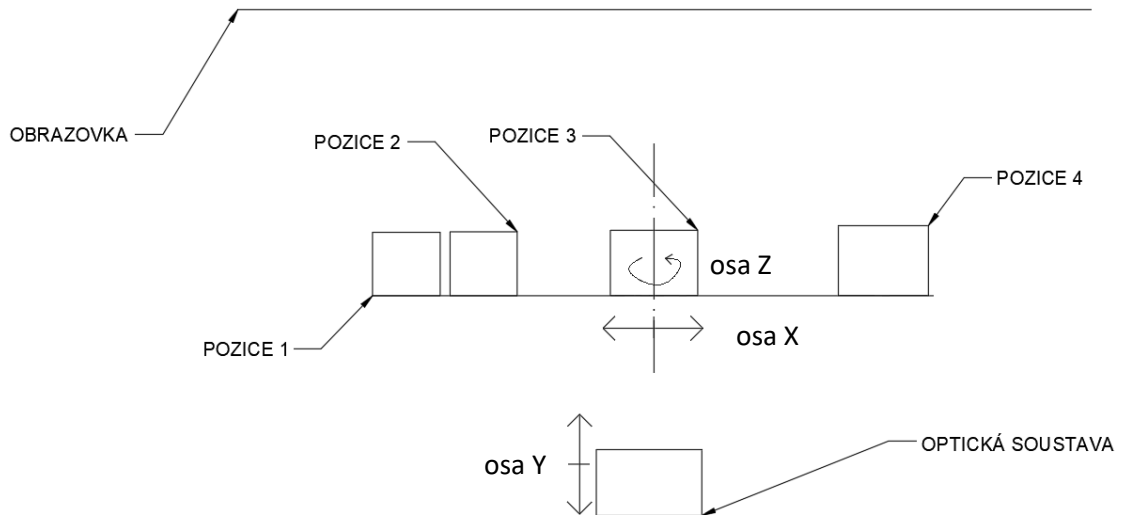 OBRAZOVKA
POZICE 2
POZICE 3
POZICE 4
osa Z
POZICE 1
osa X
osa Y
OPTICKÁ SOUSTAVA